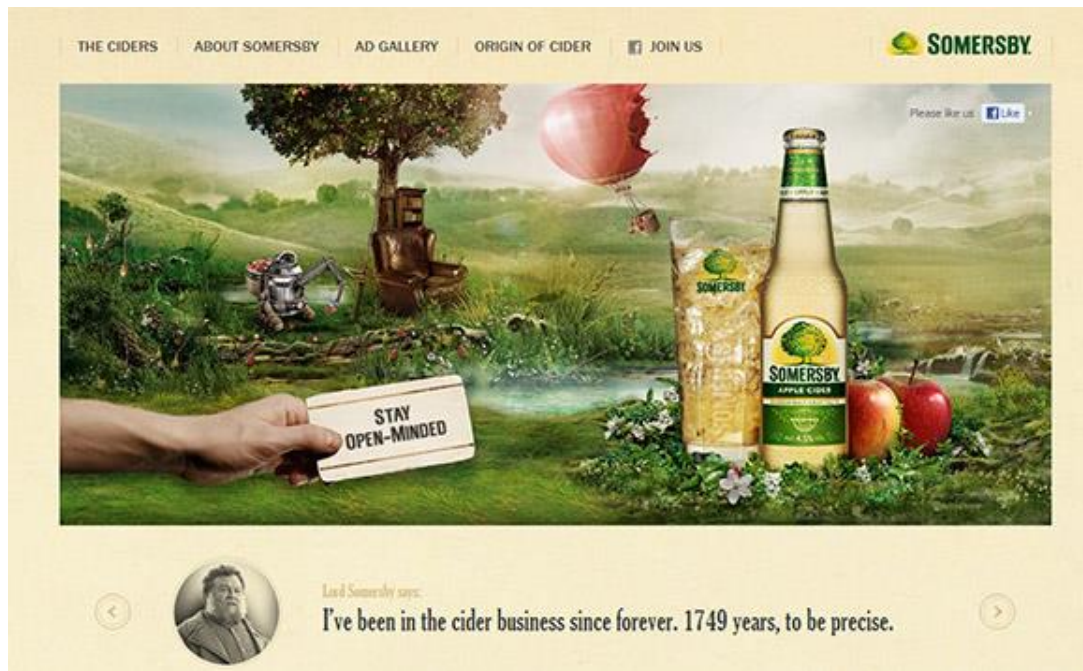 THE CIDERS
ABOUT SOMERSBY
AD GALLERY
ORIGIN OF CIDER
JOIN US
SOMERSBY
Please like us
Like
SOMERSBY
SOMERSBY
APPLE CIDER
STAY
OPEN-MINDED
Lord Somersby says:
I've been in the cider business since forever. 1749 years, to be precise.